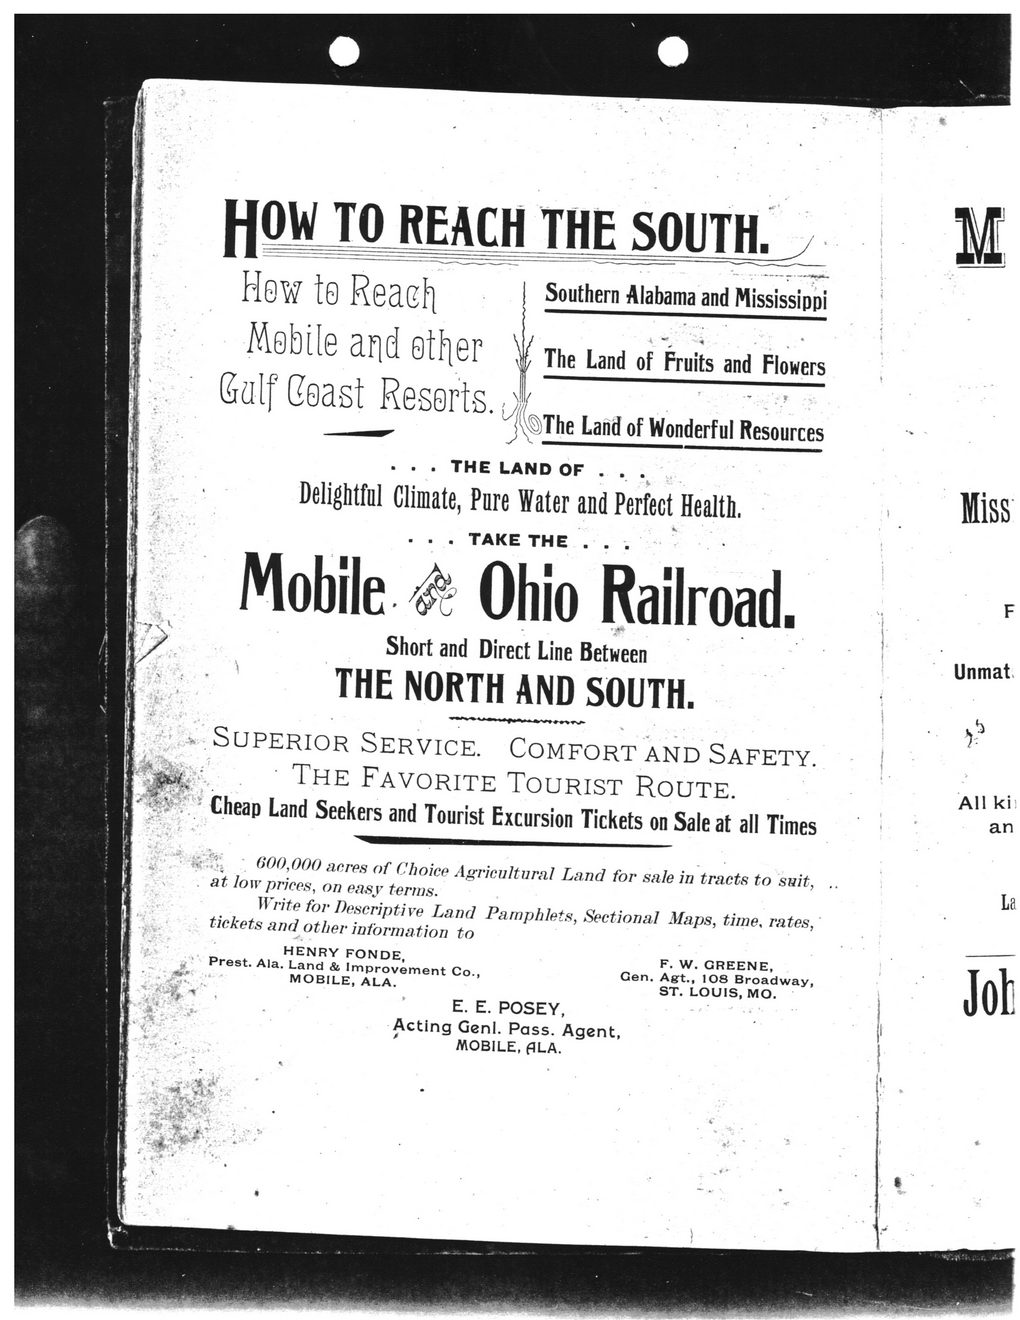 HOW TO REACH THE SOUTH.
How to Reach
Mobile and other
Gulf Coast Resorts.
Southern Alabama and Mississippi
The Land of Fruits and Flowers
The Land of Wonderful Resources
. . . THE LAND OF . . .
Delightful Climate, Pure Water and Perfect Health.
. . . TAKE THE . . .
Mobile and Ohio Railroad.
Short and Direct Line Between
THE NORTH AND SOUTH.
SUPERIOR SERVICE. COMFORT AND SAFETY.
THE FAVORITE TOURIST ROUTE.
Cheap Land Seekers and Tourist Excursion Tickets on Sale at all Times
600,000 acres of Choice Agricultural Land for sale in tracts to suit,
at low prices, on easy terms.
Write for Descriptive Land Pamphlets, Sectional Maps, time, rates,
tickets and other information to
HENRY FONDE,
Prest. Ala. Land & Improvement Co.,
MOBILE, ALA.
F. W. GREENE,
Gen. Agt., 108 Broadway,
ST. LOUIS, MO.
E. E. POSEY,
Acting Genl. Pass. Agent,
MOBILE, ALA.
M
Miss
F
Unmat
All ki
an
La
Joh